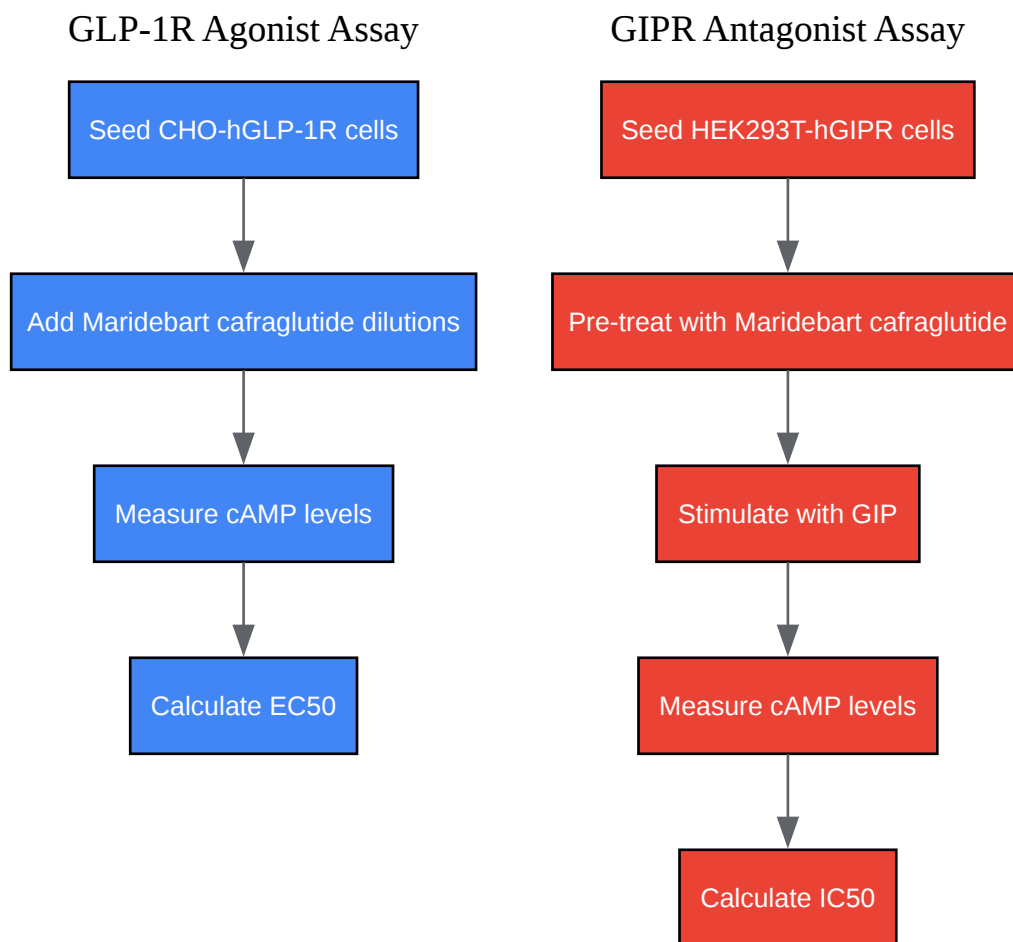 GLP-1R Agonist Assay
Seed CHO-hGLP-1R cells
Add Maridebart cafraglutide dilutions
Measure cAMP levels
Calculate EC50
GIPR Antagonist Assay
Seed HEK293T-hGIPR cells
Pre-treat with Maridebart cafraglutide
Stimulate with GIP
Measure cAMP levels
Calculate IC50